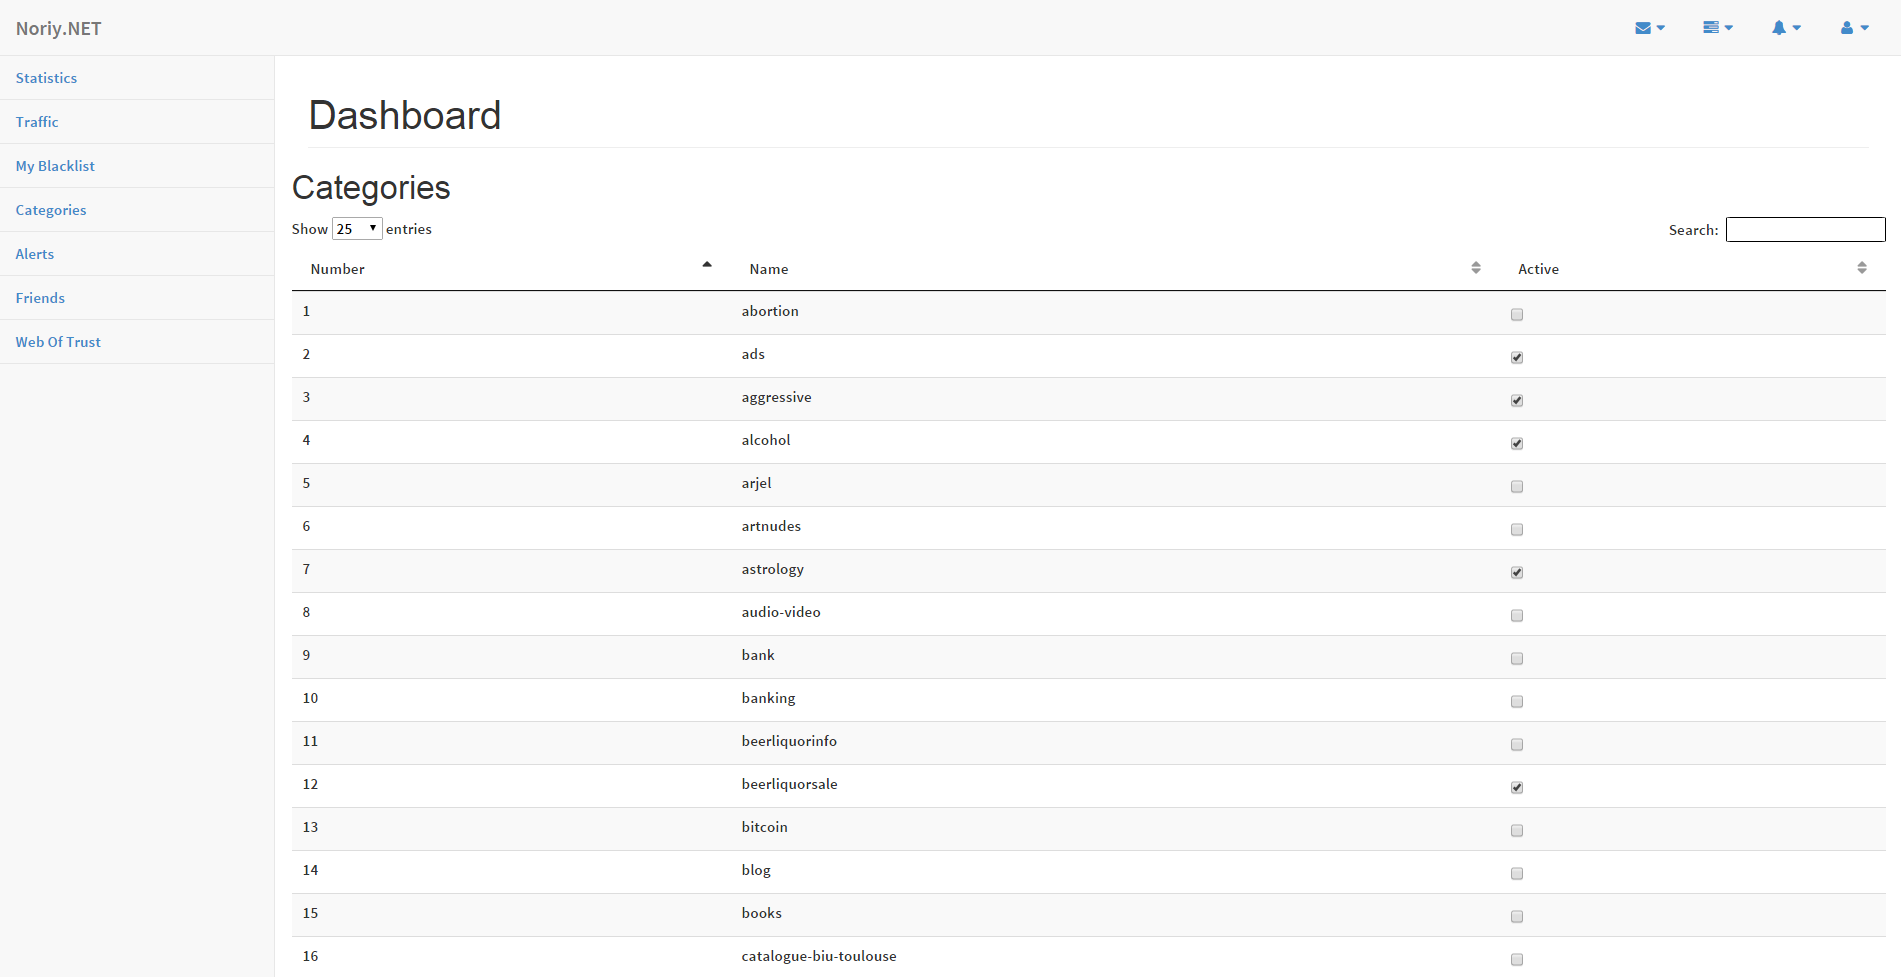 Noriy.NET
Statistics
Traffic
My Blacklist
Categories
Alerts
Friends
Web Of Trust
Dashboard
Categories
Show 25 entries
Search:
Number Name Active
1 abortion
2 ads
3 aggressive
4 alcohol
5 arjel
6 artnudes
7 astrology
8 audio-video
9 bank
10 banking
11 beerliquorinfo
12 beerliquorsale
13 bitcoin
14 blog
15 books
16 catalogue-biu-toulouse